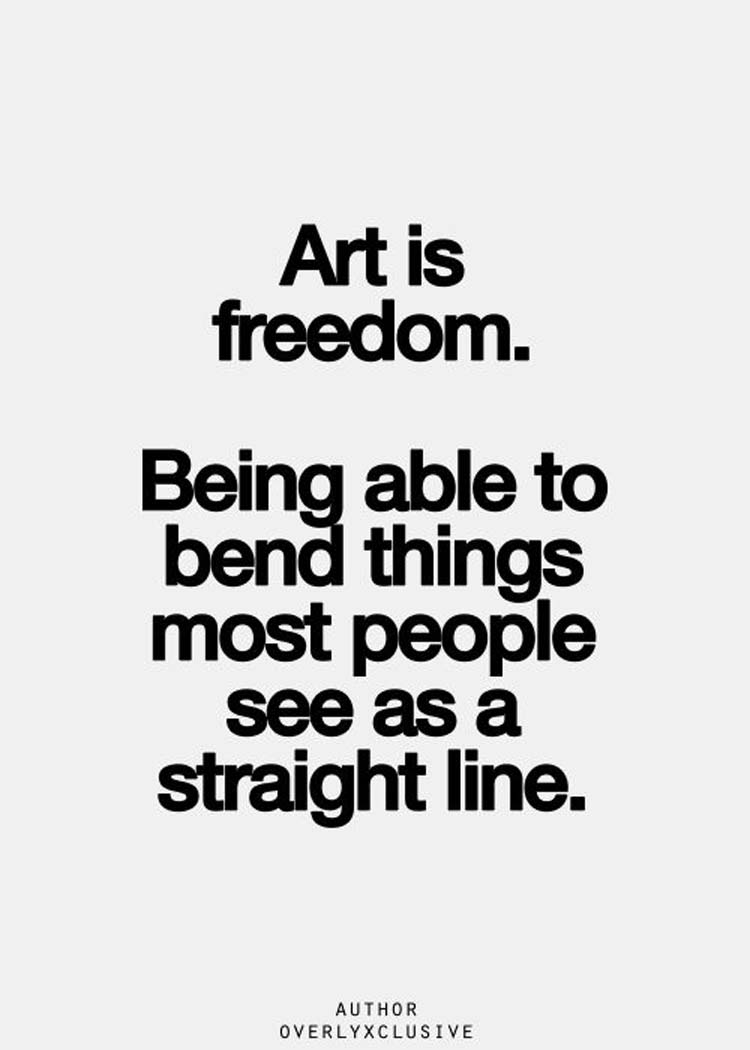 Art is
freedom.
Being able to
bend things
most people
see as a
straight line.
AUTHOR
OVERLYXCLUSIVE